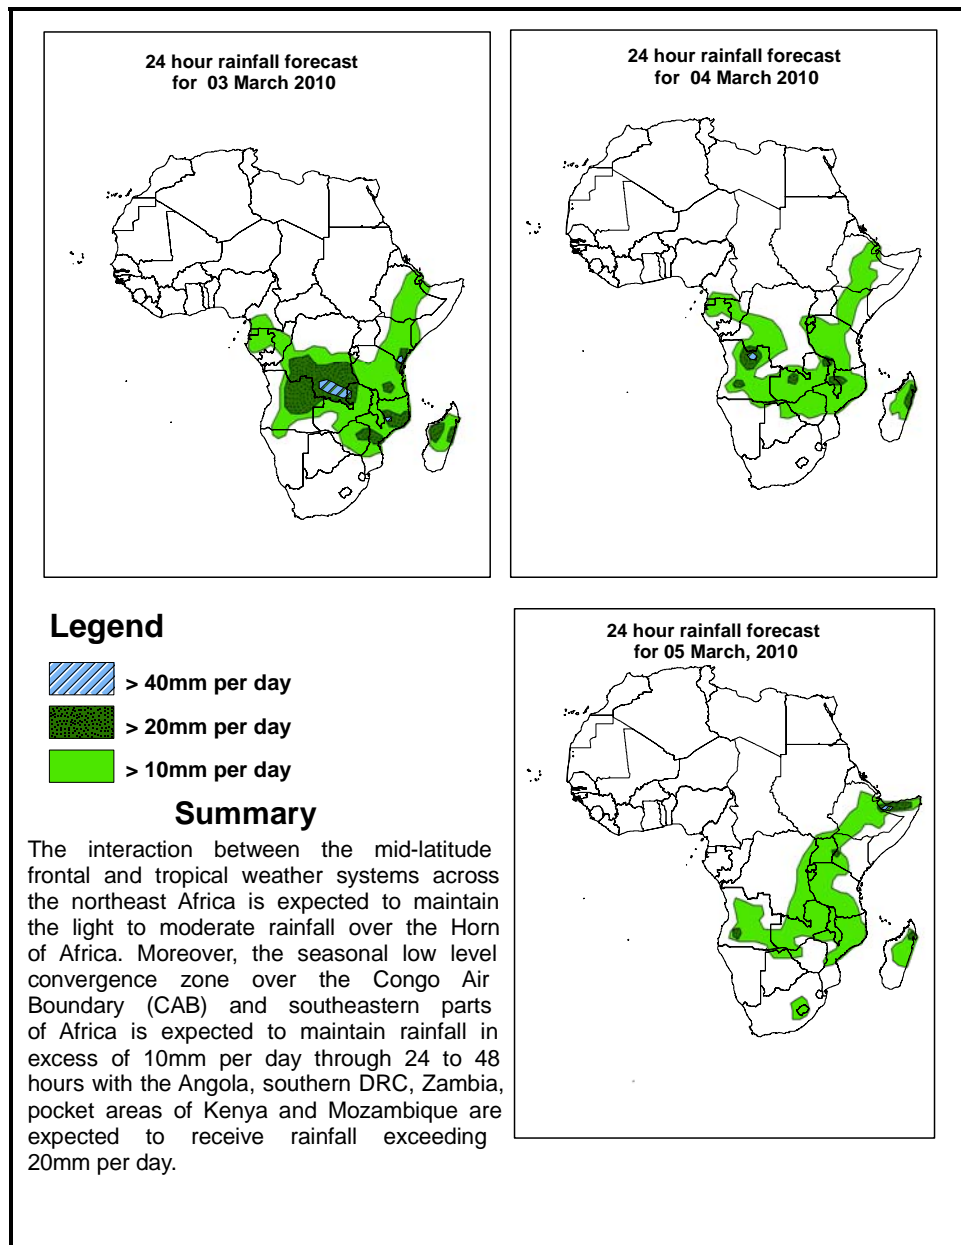 24 hour rainfall forecast
for 03 March 2010
24 hour rainfall forecast
for 04 March 2010
Legend
> 40mm per day
> 20mm per day
> 10mm per day
24 hour rainfall forecast
for 05 March, 2010
Summary
The interaction between the mid-latitude
frontal and tropical weather systems across
the northeast Africa is expected to maintain
the light to moderate rainfall over the Horn
of Africa. Moreover, the seasonal low level
convergence zone over the Congo Air
Boundary (CAB) and southeastern parts
of Africa is expected to maintain rainfall in
excess of 10mm per day through 24 to 48
hours with the Angola, southern DRC, Zambia,
pocket areas of Kenya and Mozambique are
expected to receive rainfall exceeding
20mm per day.